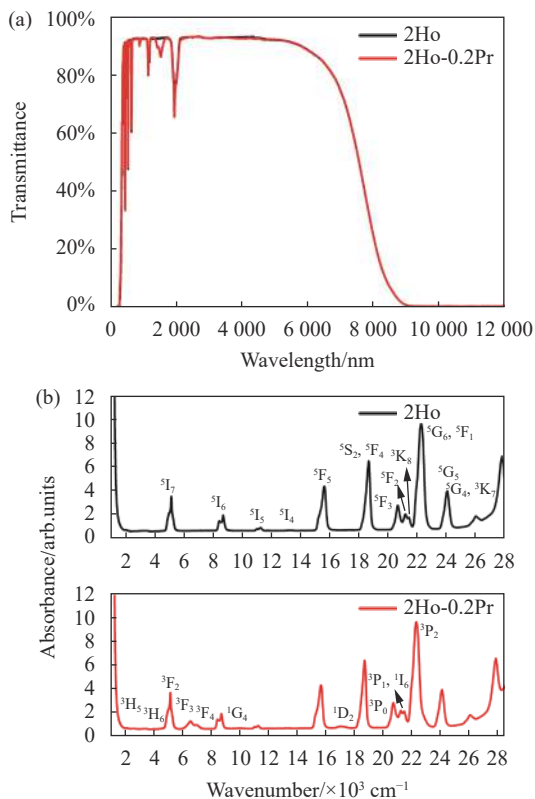 (a)
100%
80%
60%
40%
20%
0%
Transmittance
2Ho
2Ho-0.2Pr
0 2 000 4 000 6 000 8 000 10 000 12 000
Wavelength/nm
(b)
Absorbance/arb.units
12
10
8
6
4
2
0
2Ho
⁵I₇
⁵I₆
⁵I₅
⁵I₄
⁵F₅
⁵S₂, ⁵F₄
⁵F₃
⁵F₂
³K₈
⁵G₆, ⁵F₁
⁵G₅
⁵G₄, ³K₇
2 4 6 8 10 12 14 16 18 20 22 24 26 28
12
10
8
6
4
2
0
2Ho-0.2Pr
³H₅
³H₆
³F₂
³F₃
³F₄
¹G₄
¹D₂
³P₀
³P₁, ¹I₆
³P₂
2 4 6 8 10 12 14 16 18 20 22 24 26 28
Wavenumber/×10³ cm⁻¹